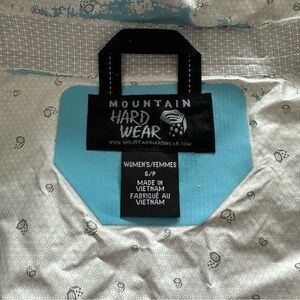 MOUNTAIN
HARD
WEAR
WWW.MOUNTAINHARDWEAR.COM
WOMEN'S/FEMMES
S/P
MADE IN
VIETNAM
FABRIQUÉ AU
VIETNAM